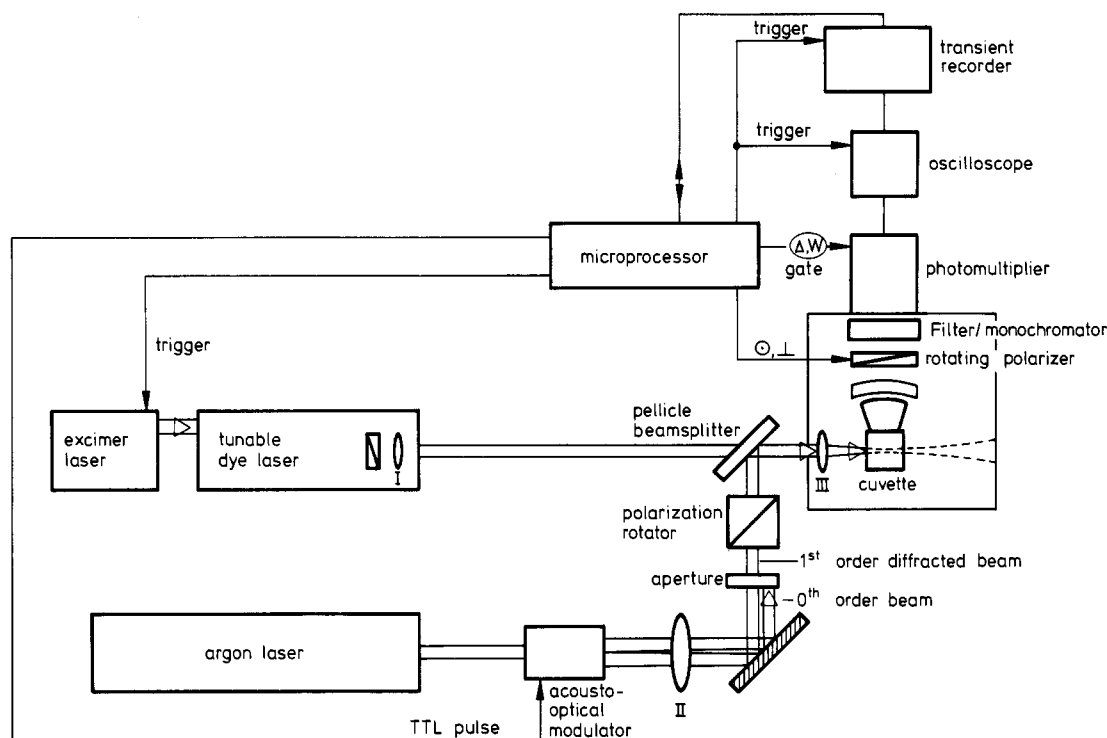 trigger
transient
recorder
trigger
oscilloscope
microprocessor
Δ,W
gate
photomultiplier
Filter/monochromator
trigger
⊙,⊥
rotating polarizer
excimer
laser
tunable
dye laser
I
pellicle
beamsplitter
III
cuvette
polarization
rotator
1st order diffracted beam
aperture
0th order beam
argon laser
acousto-
optical
modulator
II
TTL pulse